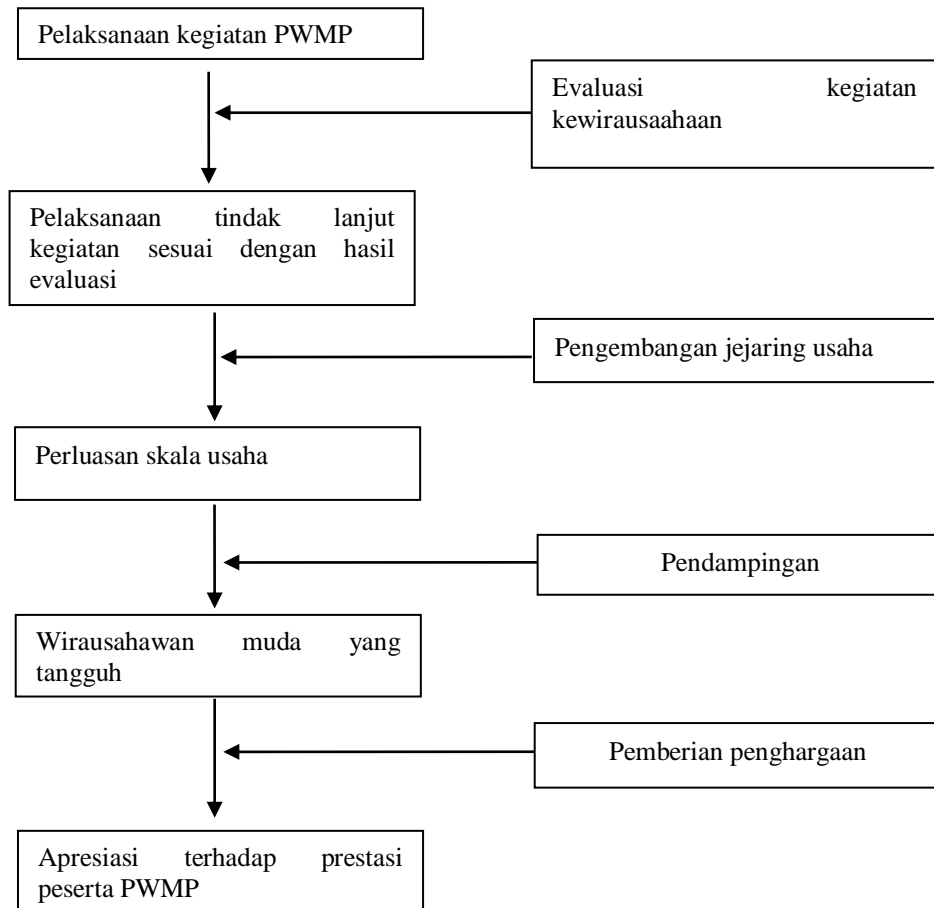 Pelaksanaan kegiatan PWMP
Evaluasi kegiatan
kewirausaahaan
Pelaksanaan tindak lanjut
kegiatan sesuai dengan hasil
evaluasi
Pengembangan jejaring usaha
Perluasan skala usaha
Pendampingan
Wirausahawan muda yang
tangguh
Pemberian penghargaan
Apresiasi terhadap prestasi
peserta PWMP